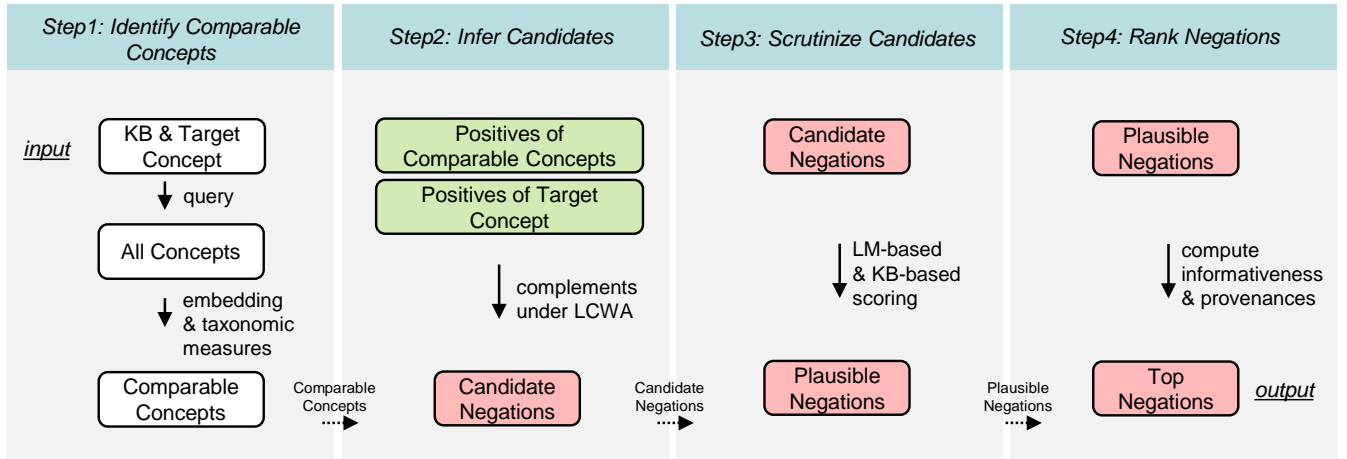 Step1: Identify Comparable
Concepts
input
KB & Target
Concept
query
All Concepts
embedding
& taxonomic
measures
Comparable
Concepts
Comparable
Concepts
Step2: Infer Candidates
Positives of
Comparable Concepts
Positives of Target
Concept
complements
under LCWA
Candidate
Negations
Candidate
Negations
Step3: Scrutinize Candidates
Candidate
Negations
LM-based
& KB-based
scoring
Plausible
Negations
Plausible
Negations
Step4: Rank Negations
Plausible
Negations
compute
informativeness
& provenances
Top
Negations
output